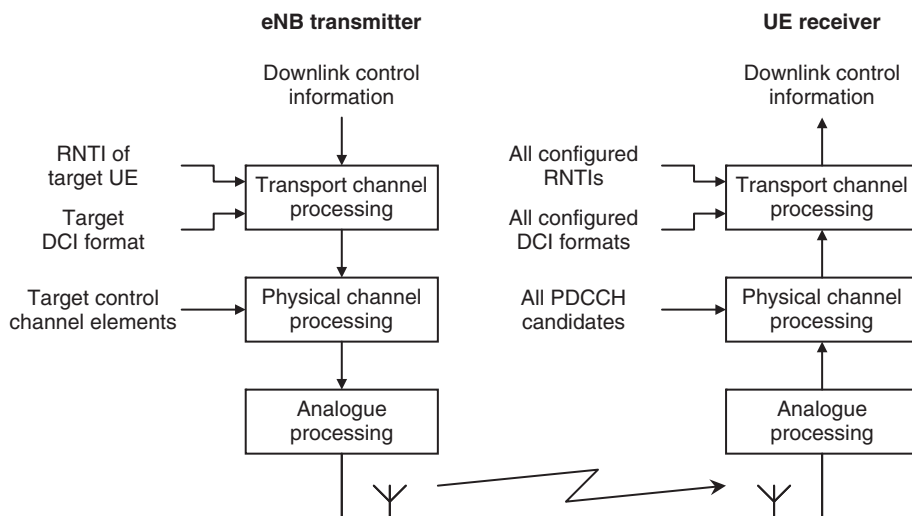 eNB transmitter
Downlink control
information
RNTI of
target UE
Transport channel
processing
Target
DCI format
Target control
channel elements
Physical channel
processing
Analogue
processing
UE receiver
Downlink control
information
All configured
RNTIs
Transport channel
processing
All configured
DCI formats
All PDCCH
candidates
Physical channel
processing
Analogue
processing